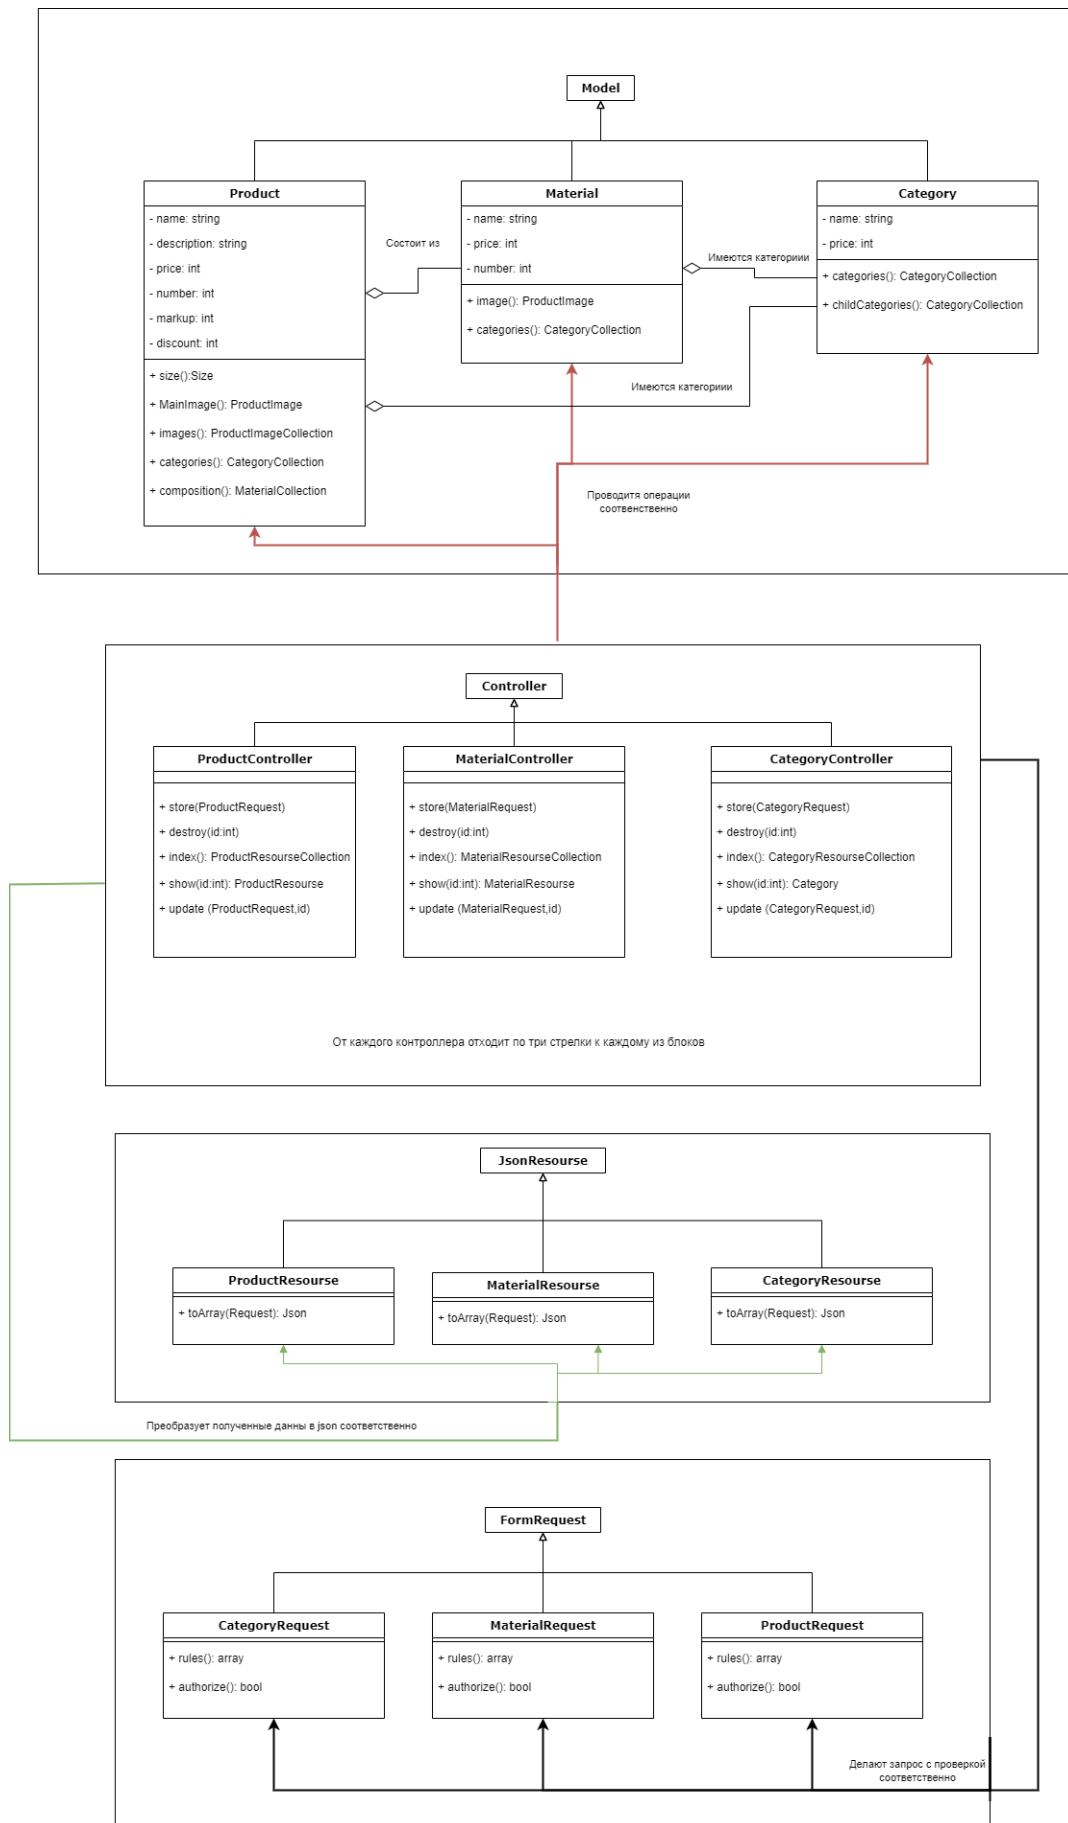 Model
Product
- name: string
- description: string
- price: int
- number: int
- markup: int
- discount: int
+ size():Size
+ MainImage(): ProductImage
+ images(): ProductImageCollection
+ categories(): CategoryCollection
+ composition(): MaterialCollection
Состоит из
Material
- name: string
- price: int
- number: int
+ image(): ProductImage
+ categories(): CategoryCollection
Имеются категориии
Имеются категориии
Category
- name: string
- price: int
+ categories(): CategoryCollection
+ childCategories(): CategoryCollection
Проводитя операции
соотвенственно
Controller
ProductController
+ store(ProductRequest)
+ destroy(id:int)
+ index(): ProductResourseCollection
+ show(id:int): ProductResourse
+ update (ProductRequest,id)
MaterialController
+ store(MaterialRequest)
+ destroy(id:int)
+ index(): MaterialResourseCollection
+ show(id:int): MaterialResourse
+ update (MaterialRequest,id)
CategoryController
+ store(CategoryRequest)
+ destroy(id:int)
+ index(): CategoryResourseCollection
+ show(id:int): Category
+ update (CategoryRequest,id)
От каждого контроллера отходит по три стрелки к каждому из блоков
JsonResourse
ProductResourse
+ toArray(Request): Json
MaterialResourse
+ toArray(Request): Json
CategoryResourse
+ toArray(Request): Json
Преобразует полученные данны в json соответственно
FormRequest
CategoryRequest
+ rules(): array
+ authorize(): bool
MaterialRequest
+ rules(): array
+ authorize(): bool
ProductRequest
+ rules(): array
+ authorize(): bool
Делают запрос с проверкой
соответственно